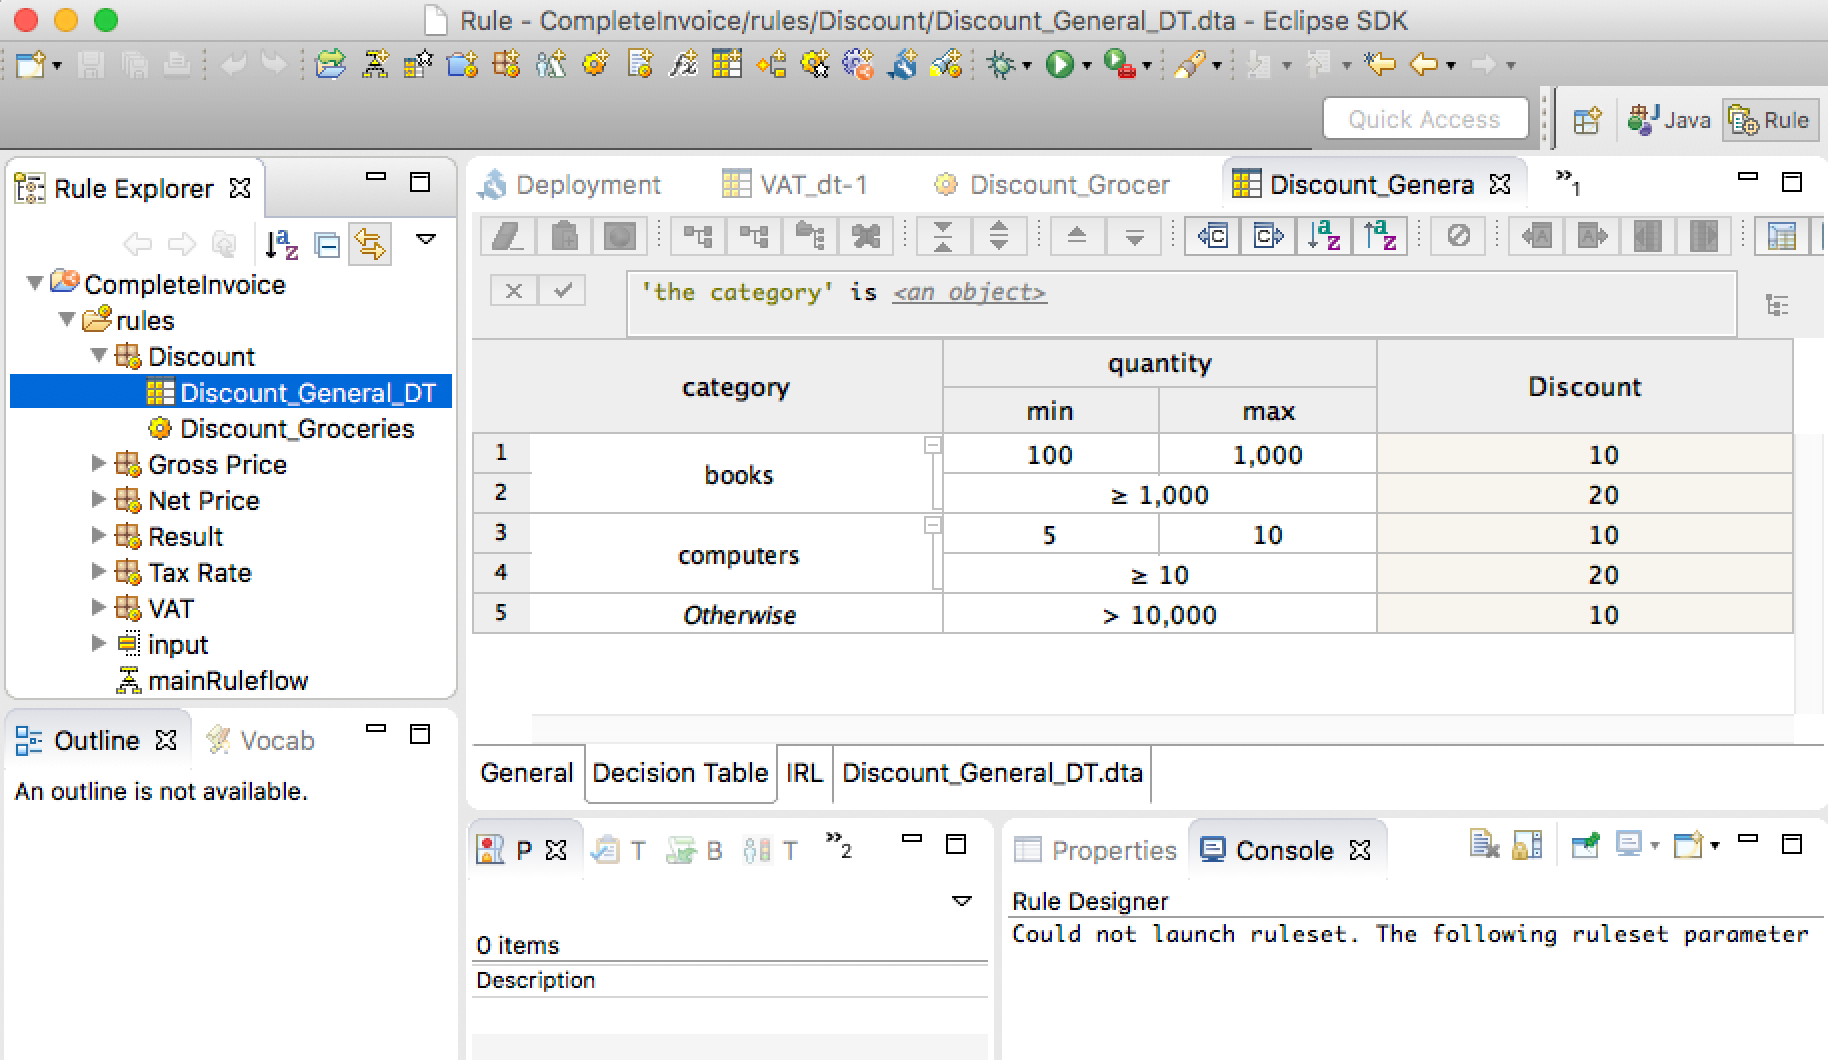 Rule - CompleteInvoice/rules/Discount/Discount_General_DT.dta - Eclipse SDK
Quick Access
Java
Rule
Rule Explorer
CompleteInvoice
rules
Discount
Discount_General_DT
Discount_Groceries
Gross Price
Net Price
Result
Tax Rate
VAT
input
mainRuleflow
Outline Vocab
An outline is not available.
Deployment VAT_dt-1 Discount_Grocer Discount_Genera »1
'the category' is <an object>
category quantity Discount
min max
1 books 100 1,000 10
2 ≥ 1,000 20
3 computers 5 10 10
4 ≥ 10 20
5 Otherwise > 10,000 10
General Decision Table IRL Discount_General_DT.dta
P T B T »2
0 items
Description
Properties Console
Rule Designer
Could not launch ruleset. The following ruleset parameter